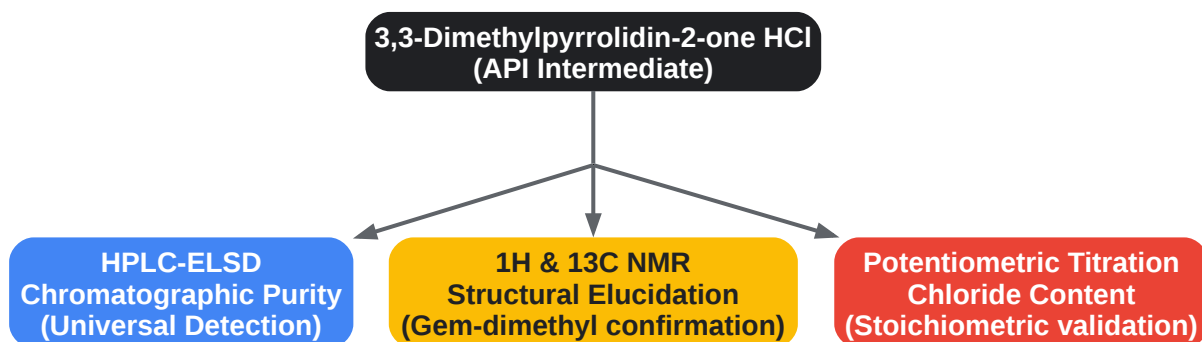 3,3-Dimethylpyrrolidin-2-one HCl
(API Intermediate)
HPLC-ELSD
Chromatographic Purity
(Universal Detection)
1H & 13C NMR
Structural Elucidation
(Gem-dimethyl confirmation)
Potentiometric Titration
Chloride Content
(Stoichiometric validation)